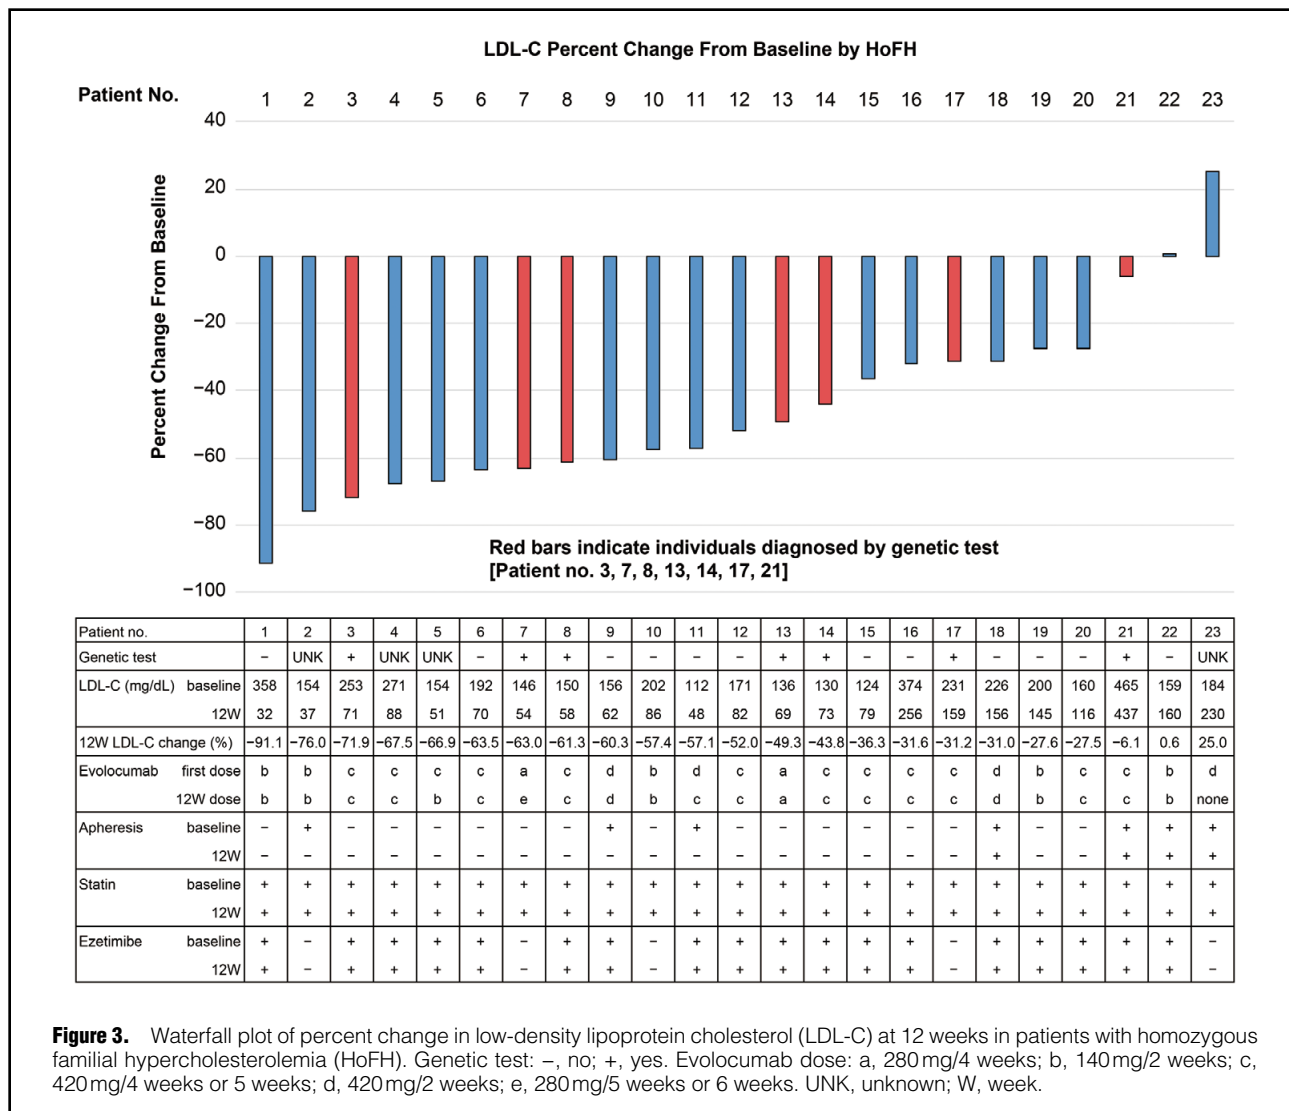 LDL-C Percent Change From Baseline by HoFH
Patient No. 1 2 3 4 5 6 7 8 9 10 11 12 13 14 15 16 17 18 19 20 21 22 23
Percent Change From Baseline
40
20
0
−20
−40
−60
−80
−100
Red bars indicate individuals diagnosed by genetic test
[Patient no. 3, 7, 8, 13, 14, 17, 21]
Patient no. 1 2 3 4 5 6 7 8 9 10 11 12 13 14 15 16 17 18 19 20 21 22 23
Genetic test − UNK + UNK UNK − + + − − − − + + − − + − − − + − UNK
LDL-C (mg/dL) baseline 358 154 253 271 154 192 146 150 156 202 112 171 136 130 124 374 231 226 200 160 465 159 184
12W 32 37 71 88 51 70 54 58 62 86 48 82 69 73 79 256 159 156 145 116 437 160 230
12W LDL-C change (%) −91.1 −76.0 −71.9 −67.5 −66.9 −63.5 −63.0 −61.3 −60.3 −57.4 −57.1 −52.0 −49.3 −43.8 −36.3 −31.6 −31.2 −31.0 −27.6 −27.5 −6.1 0.6 25.0
Evolocumab first dose b b c c c c a c d b d c a c c c c d b c c b d
12W dose b b c c b c e c d b c c a c c c c d b c c b none
Apheresis baseline − + − − − − − − + − + − − − − − − + − − + + +
12W − − − − − − − − − − − − − − − − − + − − + + +
Statin baseline + + + + + + + + + + + + + + + + + + + + + + +
12W + + + + + + + + + + + + + + + + + + + + + + +
Ezetimibe baseline + − + + + + − + + − + + + + + + − + + + + + −
12W + − + + + + − + + − + + + + + + − + + + + + −
Figure 3. Waterfall plot of percent change in low-density lipoprotein cholesterol (LDL-C) at 12 weeks in patients with homozygous
familial hypercholesterolemia (HoFH). Genetic test: −, no; +, yes. Evolocumab dose: a, 280 mg/4 weeks; b, 140 mg/2 weeks; c,
420 mg/4 weeks or 5 weeks; d, 420 mg/2 weeks; e, 280 mg/5 weeks or 6 weeks. UNK, unknown; W, week.